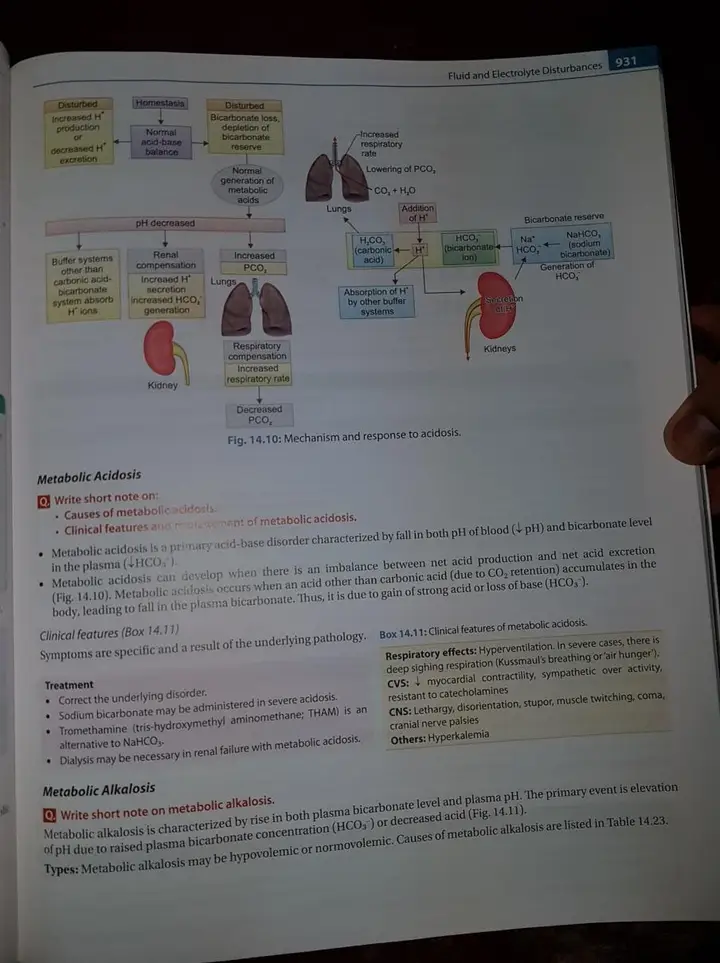 Fluid and Electrolyte Disturbances 931
Disturbed
Increased H⁺
production
or
decreased H⁺
excretion
Homestasis
Normal
acid-base
balance
Disturbed
Bicarbonate loss,
depletion of
bicarbonate
reserve
Normal
generation of
metabolic
acids
pH decreased
Buffer systems
other than
carbonic acid-
bicarbonate
system absorb
H⁺ ions
Renal
compensation
Increaed H⁺
secretion
increased HCO₃⁻
generation
Kidney
Increased
PCO₂
Lungs
Respiratory
compensation
Increased
respiratory rate
Decreased
PCO₂
Increased
respiratory
rate
Lowering of PCO₂
CO₂ + H₂O
Lungs
Addition
of H⁺
H₂CO₃
(carbonic
acid)
H⁺
HCO₃⁻
(bicarbonate
ion)
Bicarbonate reserve
Na⁺
HCO₃⁻
NaHCO₃
(sodium
bicarbonate)
Generation of
HCO₃⁻
Absorption of H⁺
by other buffer
systems
Secretion
of H⁺
Kidneys
Fig. 14.10: Mechanism and response to acidosis.
Metabolic Acidosis
Q. Write short note on:
• Causes of metabolic acidosis.
• Clinical features and management of metabolic acidosis.
• Metabolic acidosis is a primary acid-base disorder characterized by fall in both pH of blood (↓ pH) and bicarbonate level
in the plasma (↓HCO₃⁻).
• Metabolic acidosis can develop when there is an imbalance between net acid production and net acid excretion
(Fig. 14.10). Metabolic acidosis occurs when an acid other than carbonic acid (due to CO₂ retention) accumulates in the
body, leading to fall in the plasma bicarbonate. Thus, it is due to gain of strong acid or loss of base (HCO₃⁻).
Clinical features (Box 14.11)
Symptoms are specific and a result of the underlying pathology.
Treatment
• Correct the underlying disorder.
• Sodium bicarbonate may be administered in severe acidosis.
• Tromethamine (tris-hydroxymethyl aminomethane; THAM) is an
alternative to NaHCO₃.
• Dialysis may be necessary in renal failure with metabolic acidosis.
Box 14.11: Clinical features of metabolic acidosis.
Respiratory effects: Hyperventilation. In severe cases, there is
deep sighing respiration (Kussmaul's breathing or 'air hunger').
CVS: ↓ myocardial contractility, sympathetic over activity,
resistant to catecholamines
CNS: Lethargy, disorientation, stupor, muscle twitching, coma,
cranial nerve palsies
Others: Hyperkalemia
Metabolic Alkalosis
Q. Write short note on metabolic alkalosis.
Metabolic alkalosis is characterized by rise in both plasma bicarbonate level and plasma pH. The primary event is elevation
of pH due to raised plasma bicarbonate concentration (HCO₃⁻) or decreased acid (Fig. 14.11).
Types: Metabolic alkalosis may be hypovolemic or normovolemic. Causes of metabolic alkalosis are listed in Table 14.23.